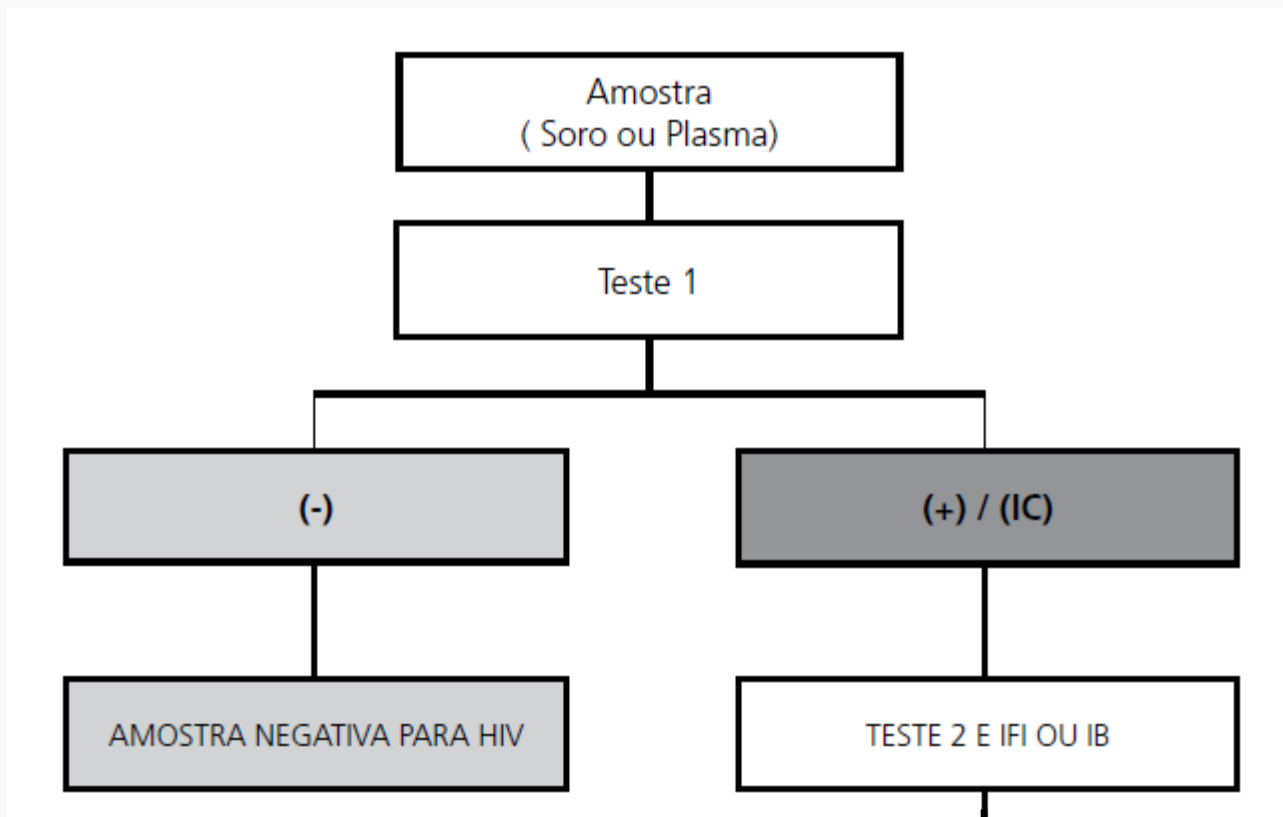 Amostra
( Soro ou Plasma)
Teste 1
(-)
(+) / (IC)
AMOSTRA NEGATIVA PARA HIV
TESTE 2 E IFI OU IB